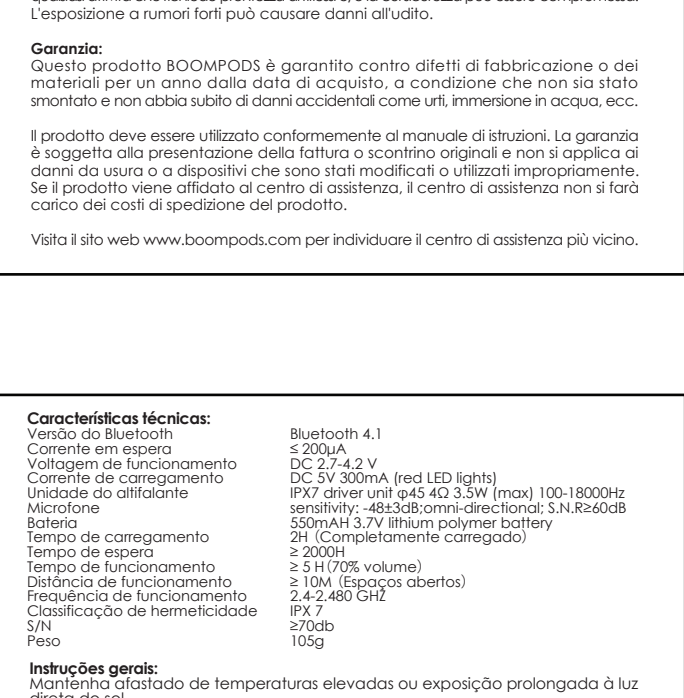 L'esposizione a rumori forti può causare danni all'udito.
Garanzia:
Questo prodotto BOOMPODS è garantito contro difetti di fabbricazione o dei
materiali per un anno dalla data di acquisto, a condizione che non sia stato
smontato e non abbia subito di danni accidentali come urti, immersione in acqua, ecc.
Il prodotto deve essere utilizzato conformemente al manuale di istruzioni. La garanzia
è soggetta alla presentazione della fattura o scontrino originali e non si applica ai
danni da usura o a dispositivi che sono stati modificati o utilizzati impropriamente.
Se il prodotto viene affidato al centro di assistenza, il centro di assistenza non si farà
carico dei costi di spedizione del prodotto.
Visita il sito web www.boompods.com per individuare il centro di assistenza più vicino.
Características técnicas:
Versão do Bluetooth Bluetooth 4.1
Corrente em espera ≤ 200µA
Voltagem de funcionamento DC 2.7-4.2 V
Corrente de carregamento DC 5V 300mA (red LED lights)
Unidade do altifalante IPX7 driver unit φ45 4Ω 3.5W (max) 100-18000Hz
Microfone sensitivity: -48±3dB;omni-directional; S.N.R≥60dB
Bateria 550mAH 3.7V lithium polymer battery
Tempo de carregamento 2H (Completamente carregado)
Tempo de espera ≥ 2000H
Tempo de funcionamento ≥ 5 H(70% volume)
Distância de funcionamento ≥ 10M (Espaços abertos)
Frequência de funcionamento 2.4-2.480 GHZ
Classificação de hermeticidade IPX 7
S/N ≥70db
Peso 105g
Instruções gerais:
Mantenha afastado de temperaturas elevadas ou exposição prolongada à luz
direta do sol